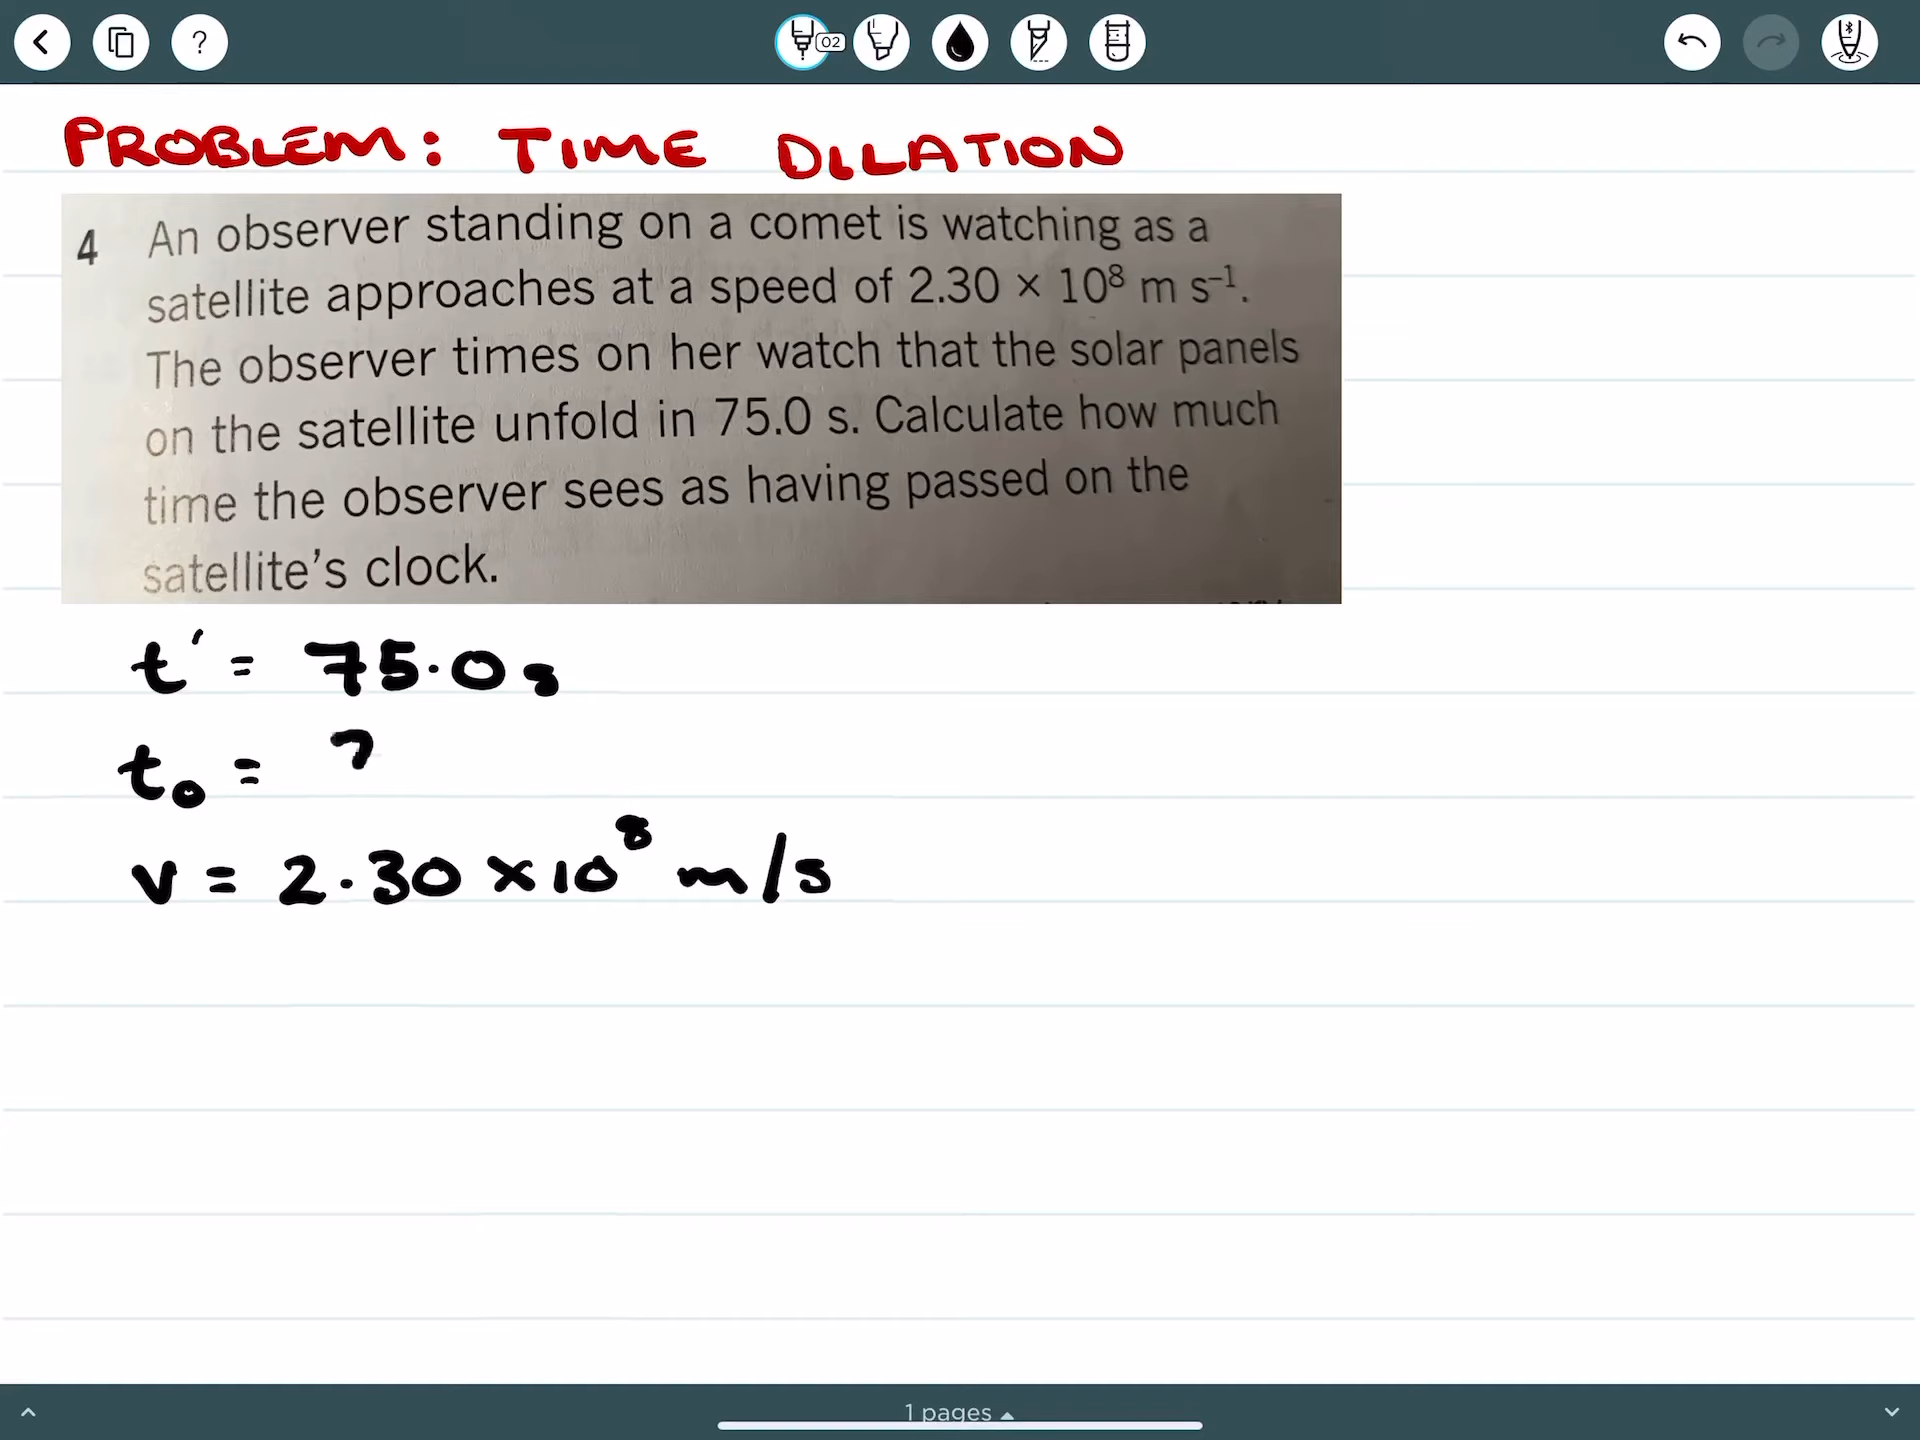 ?
02
PROBLEM: TIME DILATION
4 An observer standing on a comet is watching as a
satellite approaches at a speed of 2.30 × 10⁸ m s⁻¹.
The observer times on her watch that the solar panels
on the satellite unfold in 75.0 s. Calculate how much
time the observer sees as having passed on the
satellite's clock.
t' = 75.0s
t₀ = ?
v = 2.30 ×10⁸ m/s
1 pages